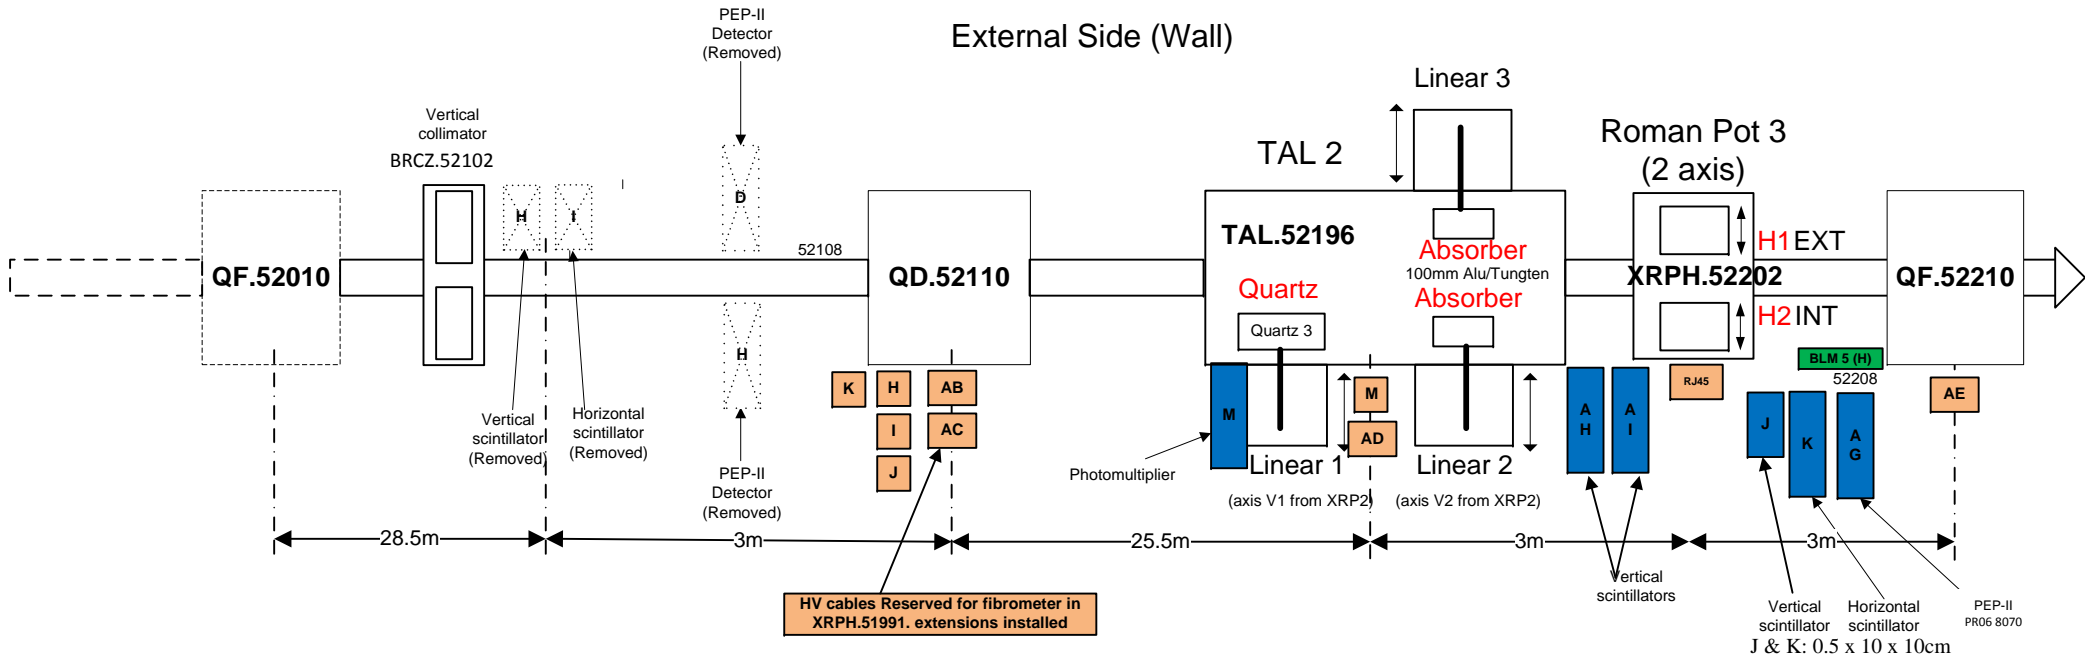 External Side (Wall)
PEP-II
Detector
(Removed)
Linear 3
Vertical
collimator
BRCZ.52102
TAL 2
Roman Pot 3
(2 axis)
H
I
D
52108
QF.52010
QD.52110
TAL.52196
Absorber
100mm Alu/Tungten
Absorber
Quartz
Quartz 3
H1 EXT
XRPH.52202
H2 INT
QF.52210
H
BLM 5 (H)
52208
K
H
AB
I
AC
J
M
M
AD
A
H
A
I
RJ45
J
K
A
G
AE
Vertical
scintillator
(Removed)
Horizontal
scintillator
(Removed)
PEP-II
Detector
(Removed)
Photomultiplier
Linear 1
(axis V1 from XRP2)
Linear 2
(axis V2 from XRP2)
28.5m
3m
25.5m
3m
3m
HV cables Reserved for fibrometer in
XRPH.51991. extensions installed
Vertical
scintillators
Vertical
scintillator
Horizontal
scintillator
J & K: 0.5 x 10 x 10cm
PEP-II
PR06 8070